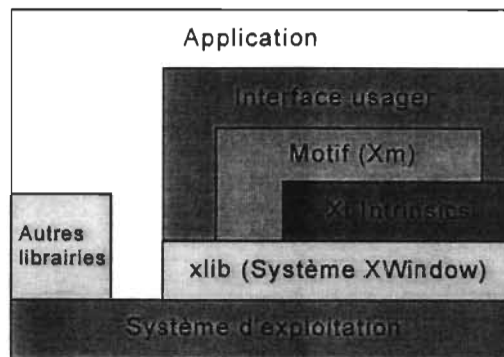 Application
Interface usager
Motif (Xm)
Xt Intrinsics
Autres
librairies
xlib (Système XWindow)
Système d'exploitation